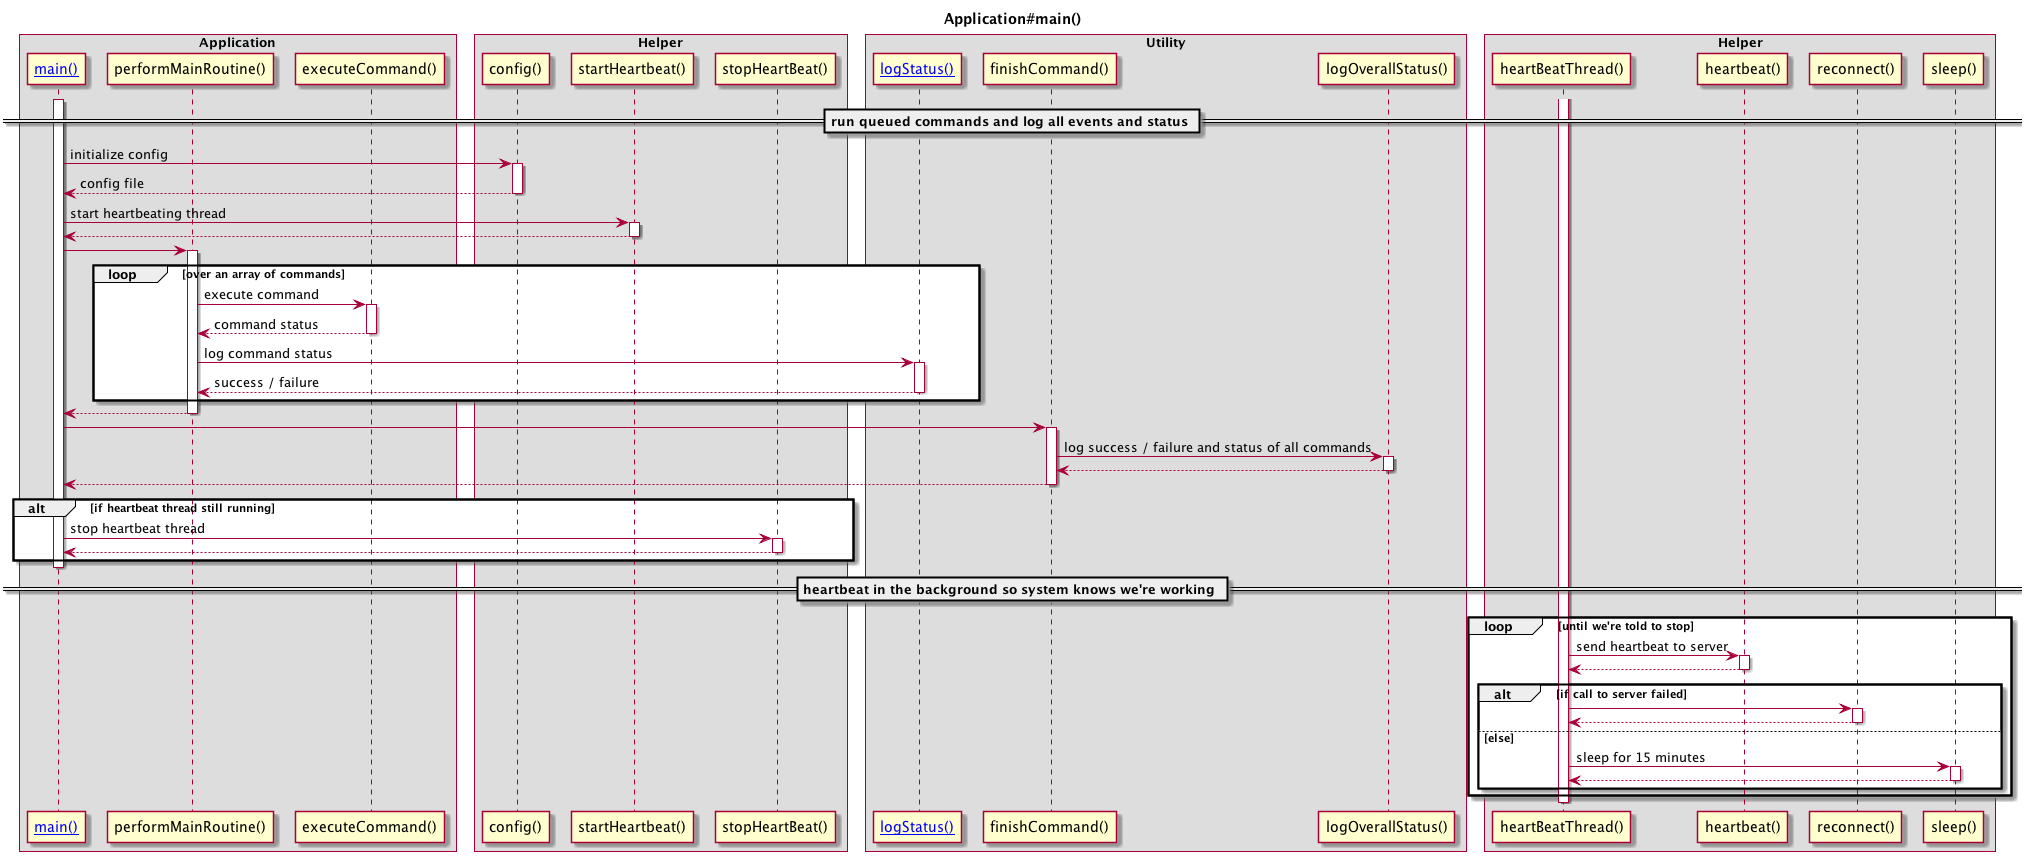 Application#main()
Application
Helper
Utility
Helper
main()
performMainRoutine()
executeCommand()
config()
startHeartbeat()
stopHeartBeat()
logStatus()
finishCommand()
logOverallStatus()
heartBeatThread()
heartbeat()
reconnect()
sleep()
run queued commands and log all events and status
initialize config
config file
start heartbeating thread
loop
[over an array of commands]
execute command
command status
log command status
success / failure
log success / failure and status of all commands
alt
[if heartbeat thread still running]
stop heartbeat thread
heartbeat in the background so system knows we're working
loop
[until we're told to stop]
send heartbeat to server
alt
[if call to server failed]
[else]
sleep for 15 minutes
main()
performMainRoutine()
executeCommand()
config()
startHeartbeat()
stopHeartBeat()
logStatus()
finishCommand()
logOverallStatus()
heartBeatThread()
heartbeat()
reconnect()
sleep()